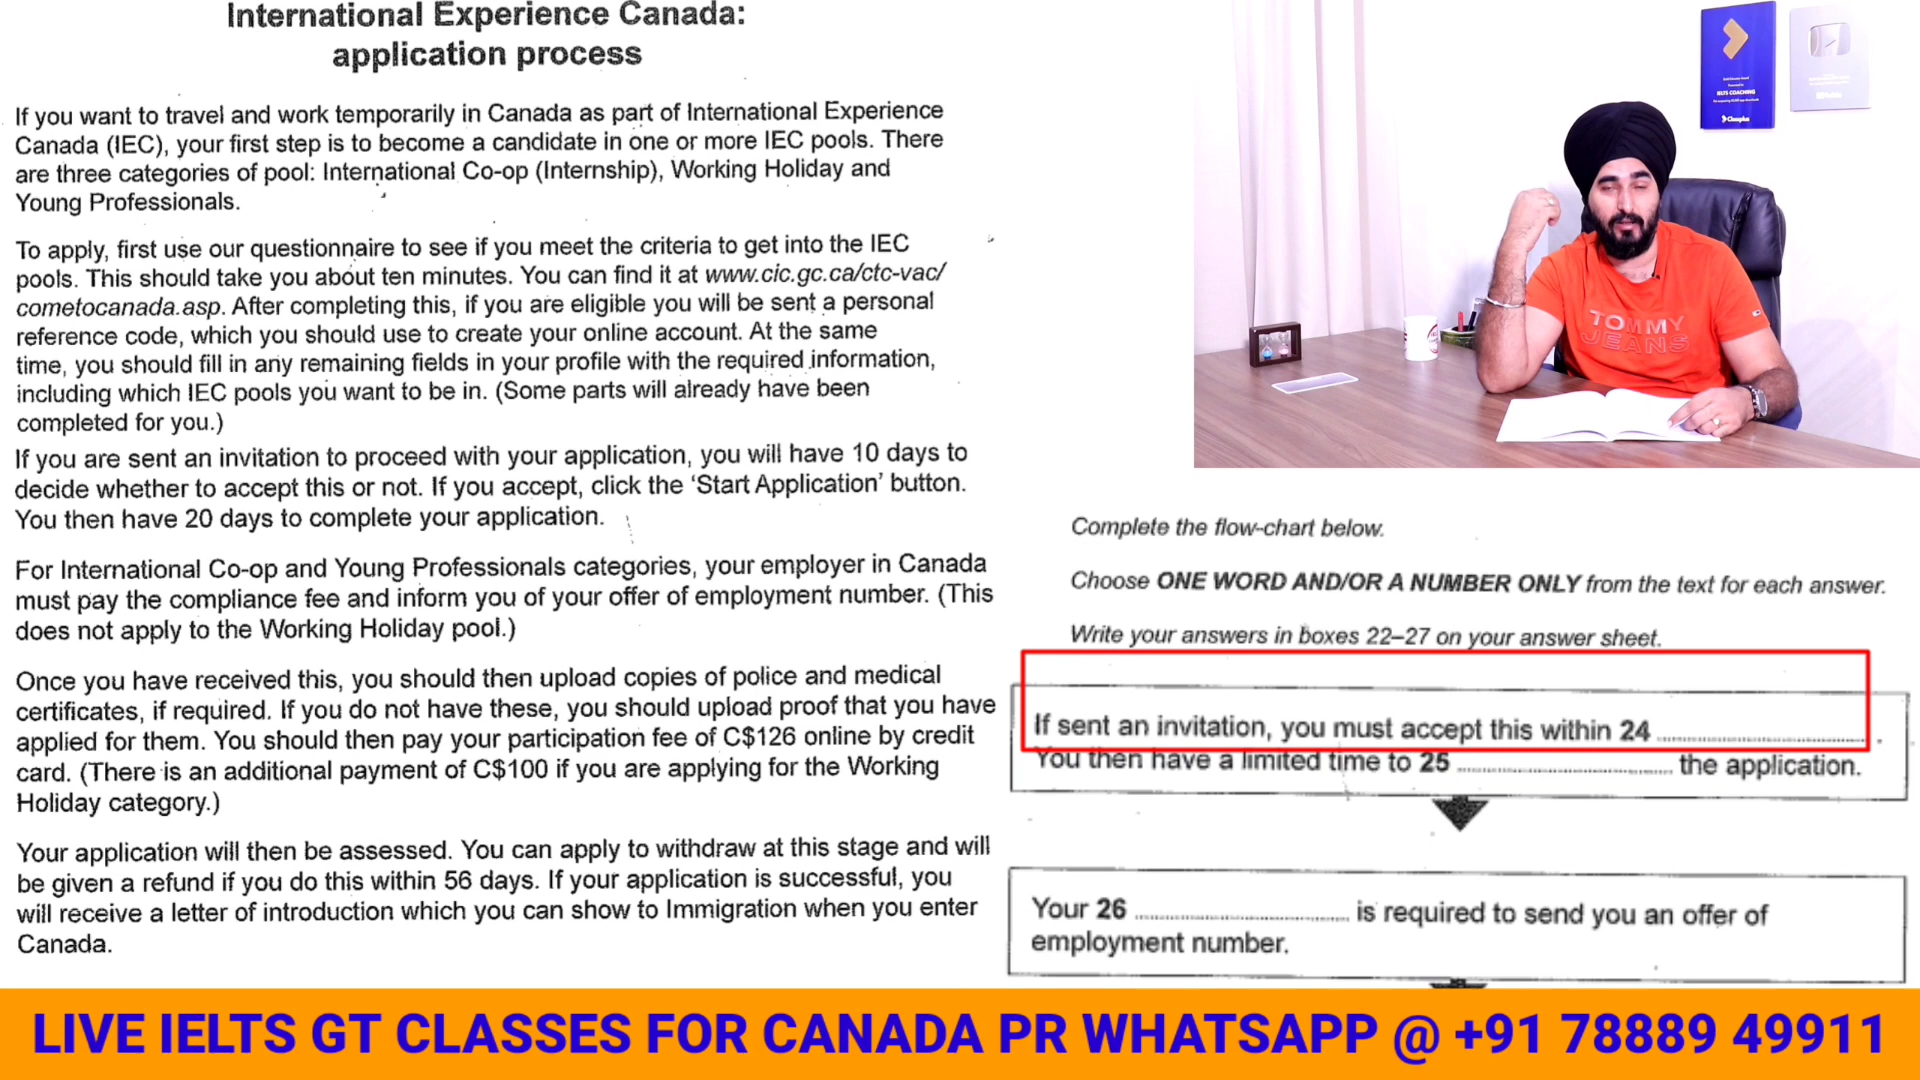 International Experience Canada:
application process
If you want to travel and work temporarily in Canada as part of International Experience
Canada (IEC), your first step is to become a candidate in one or more IEC pools. There
are three categories of pool: International Co-op (Internship), Working Holiday and
Young Professionals.
To apply, first use our questionnaire to see if you meet the criteria to get into the IEC
pools. This should take you about ten minutes. You can find it at www.cic.gc.ca/ctc-vac/
cometocanada.asp. After completing this, if you are eligible you will be sent a personal
reference code, which you should use to create your online account. At the same
time, you should fill in any remaining fields in your profile with the required information,
including which IEC pools you want to be in. (Some parts will already have been
completed for you.)
If you are sent an invitation to proceed with your application, you will have 10 days to
decide whether to accept this or not. If you accept, click the ‘Start Application’ button.
You then have 20 days to complete your application.
For International Co-op and Young Professionals categories, your employer in Canada
must pay the compliance fee and inform you of your offer of employment number. (This
does not apply to the Working Holiday pool.)
Once you have received this, you should then upload copies of police and medical
certificates, if required. If you do not have these, you should upload proof that you have
applied for them. You should then pay your participation fee of C$126 online by credit
card. (There is an additional payment of C$100 if you are applying for the Working
Holiday category.)
Your application will then be assessed. You can apply to withdraw at this stage and will
be given a refund if you do this within 56 days. If your application is successful, you
will receive a letter of introduction which you can show to Immigration when you enter
Canada.
IELTS COACHING
Classplus
TOMMY
JEANS
Complete the flow-chart below.
Choose ONE WORD AND/OR A NUMBER ONLY from the text for each answer.
Write your answers in boxes 22–27 on your answer sheet.
If sent an invitation, you must accept this within 24 ..............................
You then have a limited time to 25 .............................. the application.
Your 26 .............................. is required to send you an offer of
employment number.
LIVE IELTS GT CLASSES FOR CANADA PR WHATSAPP @ +91 78889 49911